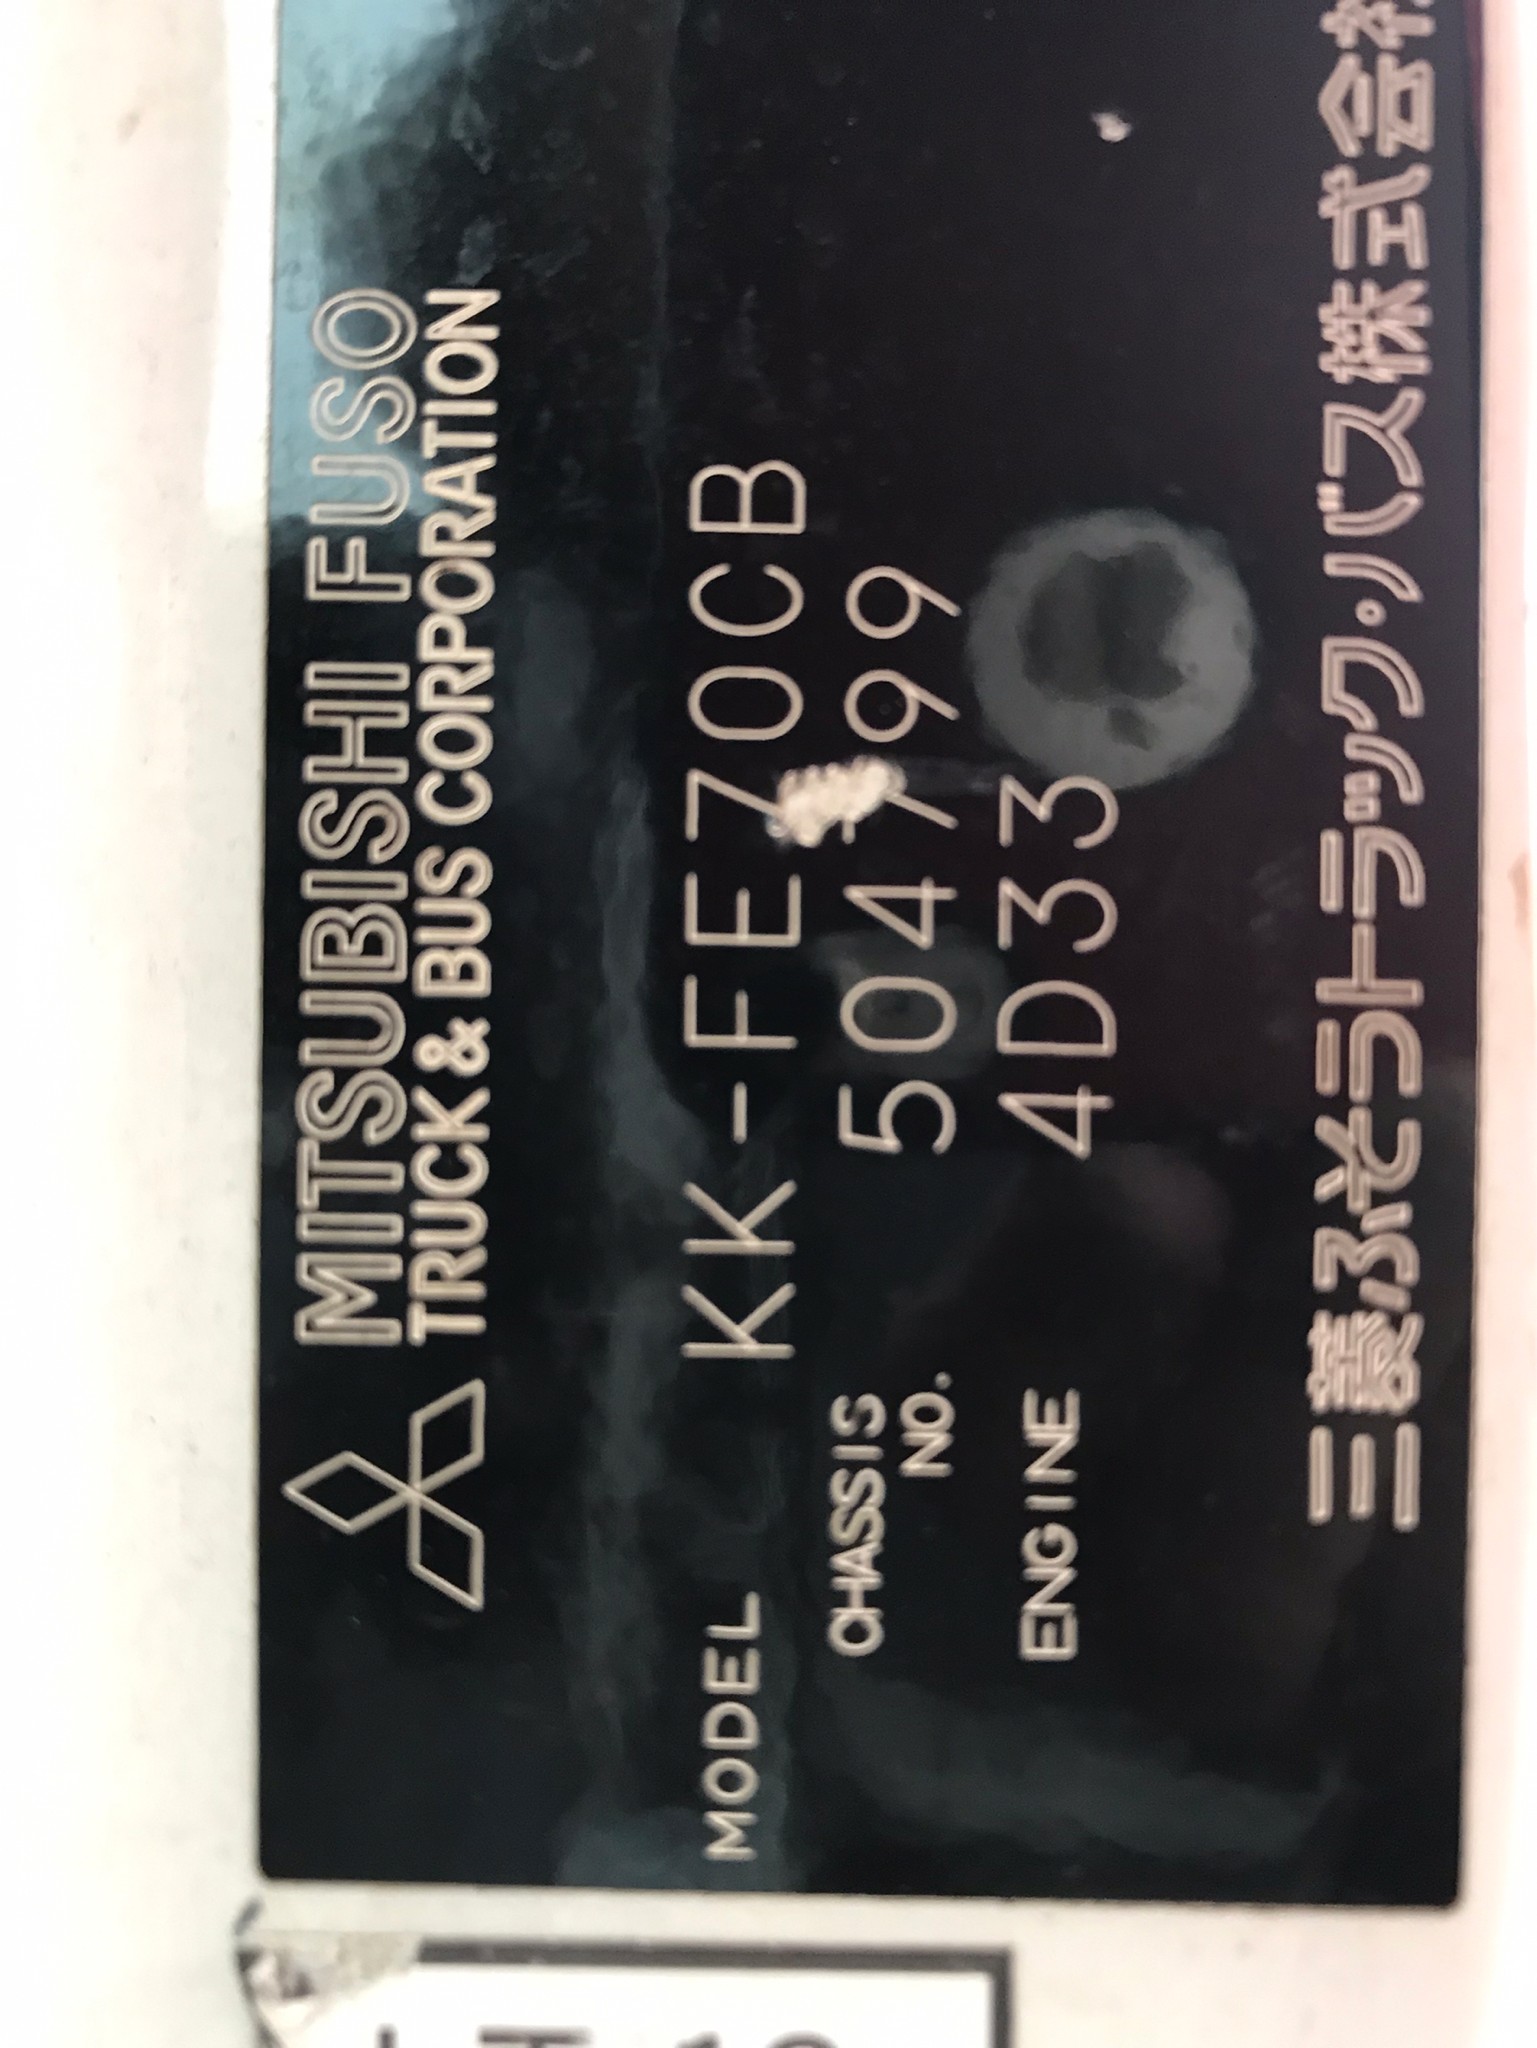 MITSUBISHI FUSO
TRUCK & BUS CORPORATION
MODEL KK-FE70CB
CHASSIS NO. 504799
ENGINE 4D33
三菱ふそうトラック・バス株式会社